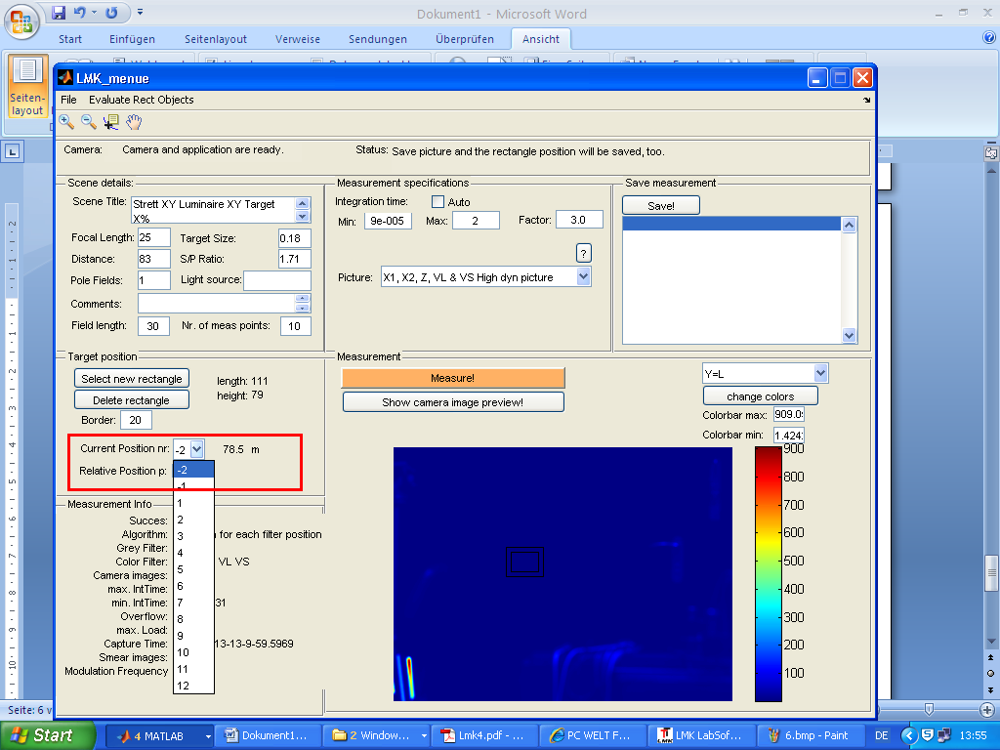 Dokument1 - Microsoft Word
Start Einfügen Seitenlayout Verweise Sendungen Überprüfen Ansicht
Seiten-
layout
LMK_menue
File Evaluate Rect Objects
Camera: Camera and application are ready. Status: Save picture and the rectangle position will be saved, too.
Scene details:
Scene Title: Strett XY Luminaire XY Target
X%
Focal Length: 25 Target Size: 0.18
Distance: 83 S/P Ratio: 1.71
Pole Fields: 1 Light source:
Comments:
Field length: 30 Nr. of meas points: 10
Measurement specifications
Integration time: Auto
Min: 9e-005 Max: 2 Factor: 3.0
?
Picture: X1, X2, Z, VL & VS High dyn picture
Save measurement
Save!
Target position
Select new rectangle length: 111
Delete rectangle height: 79
Border: 20
Current Position nr: -2 78.5 m
Relative Position p:
-2
-1
1
2
3
4
5
6
7
8
9
10
11
12
Measurement Info
Succes:
Algorithm: for each filter position
Grey Filter:
Color Filter: VL VS
Camera images:
max. IntTime:
min. IntTime: 31
Overflow:
max. Load:
Capture Time: 13-13-9-59.5969
Smear images:
Modulation Frequency
Measurement
Measure!
Show camera image preview!
Y=L
change colors
Colorbar max: 909.0
Colorbar min: 1.424
900
800
700
600
500
400
300
200
100
Seite: 6 v
Start 4 MATLAB Dokument1... 2 Window... Lmk4.pdf - ... PC WELT F... LMK LabSof... 6.bmp - Paint DE 13:55